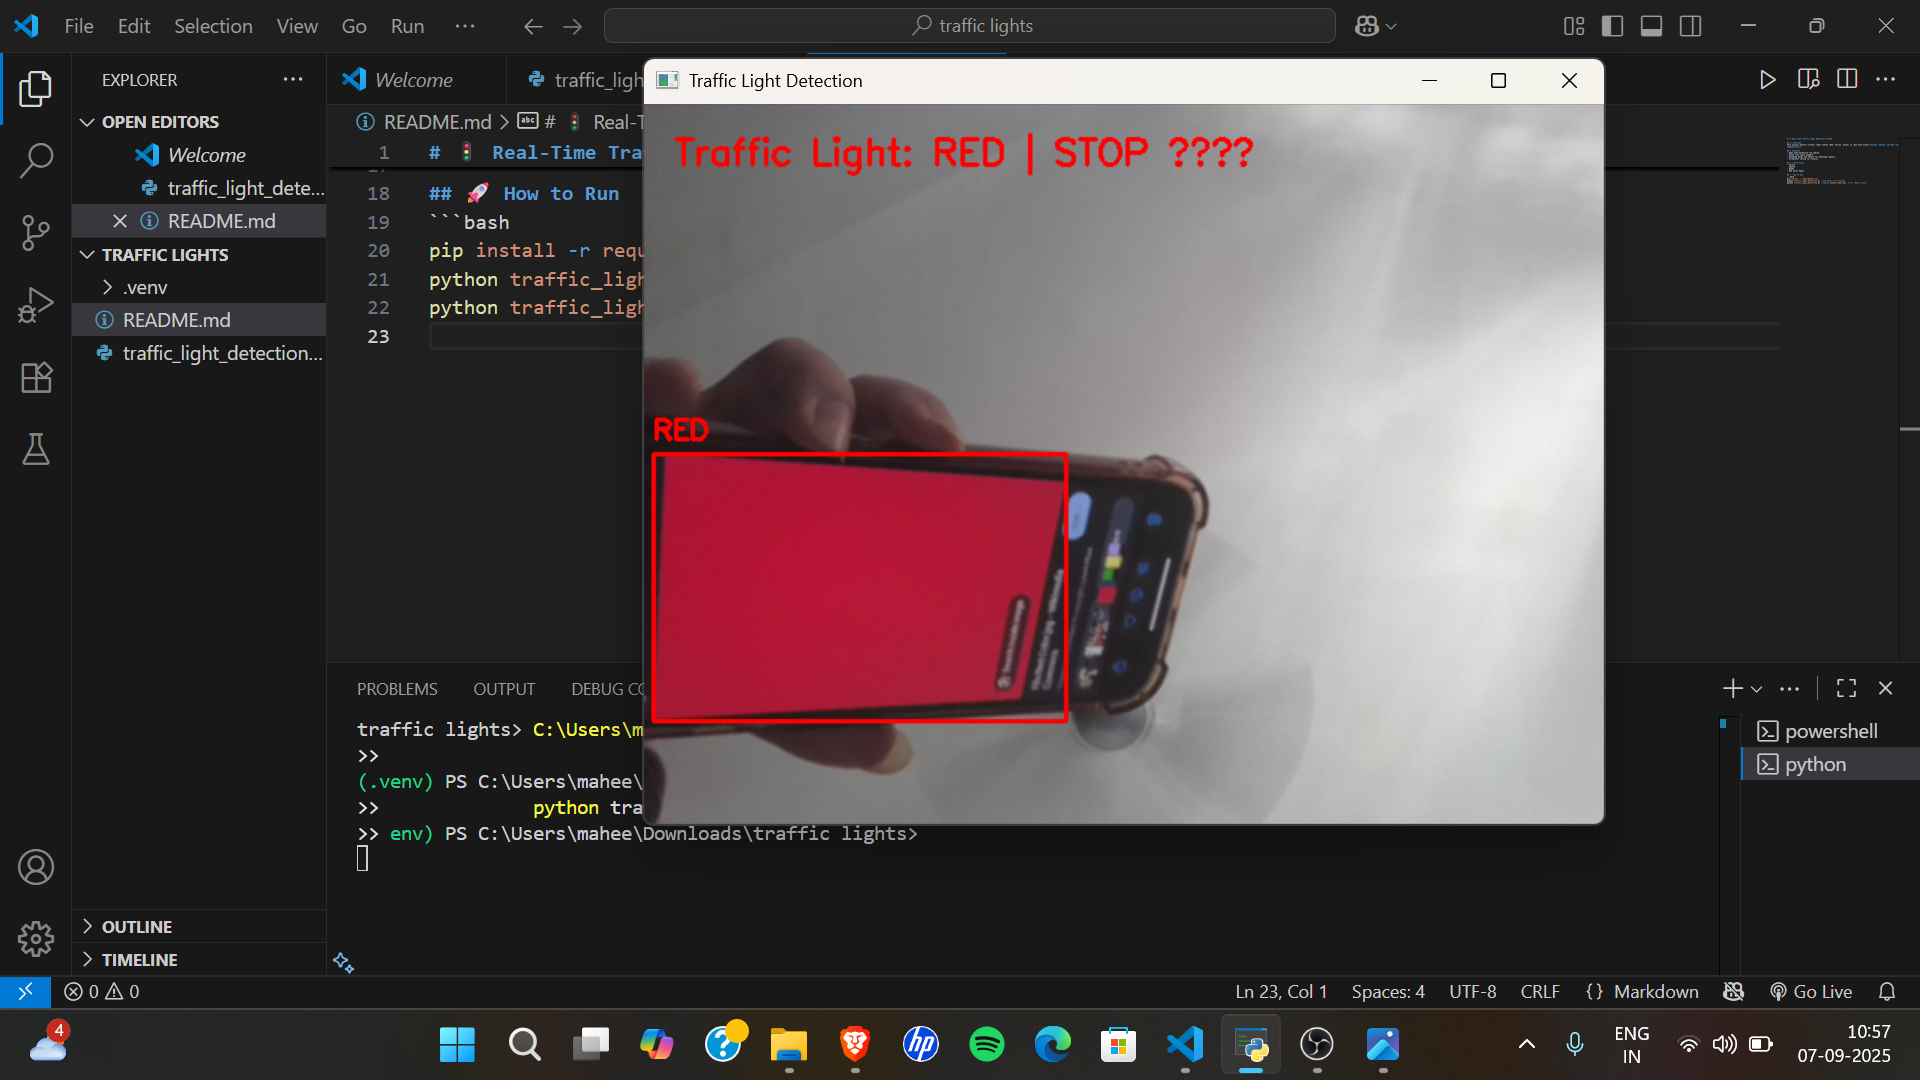 File Edit Selection View Go Run ···
traffic lights
EXPLORER
OPEN EDITORS
Welcome
traffic_light_dete...
README.md
TRAFFIC LIGHTS
.venv
README.md
traffic_light_detection...
OUTLINE
TIMELINE
Welcome
traffic_ligh
README.md > # 🚦 Real-T
1 # 🚦 Real-Time Tra
18 ## 🚀 How to Run
19 ```bash
20 pip install -r requ
21 python traffic_ligh
22 python traffic_ligh
23
Traffic Light Detection
Traffic Light: RED | STOP ????
RED
PROBLEMS OUTPUT DEBUG CO
traffic lights> C:\Users\m
>>
(.venv) PS C:\Users\mahee\
>> python tra
>> env) PS C:\Users\mahee\Downloads\traffic lights>
powershell
python
0 0
Ln 23, Col 1 Spaces: 4 UTF-8 CRLF {} Markdown Go Live
4
hp
ENG
IN
10:57
07-09-2025